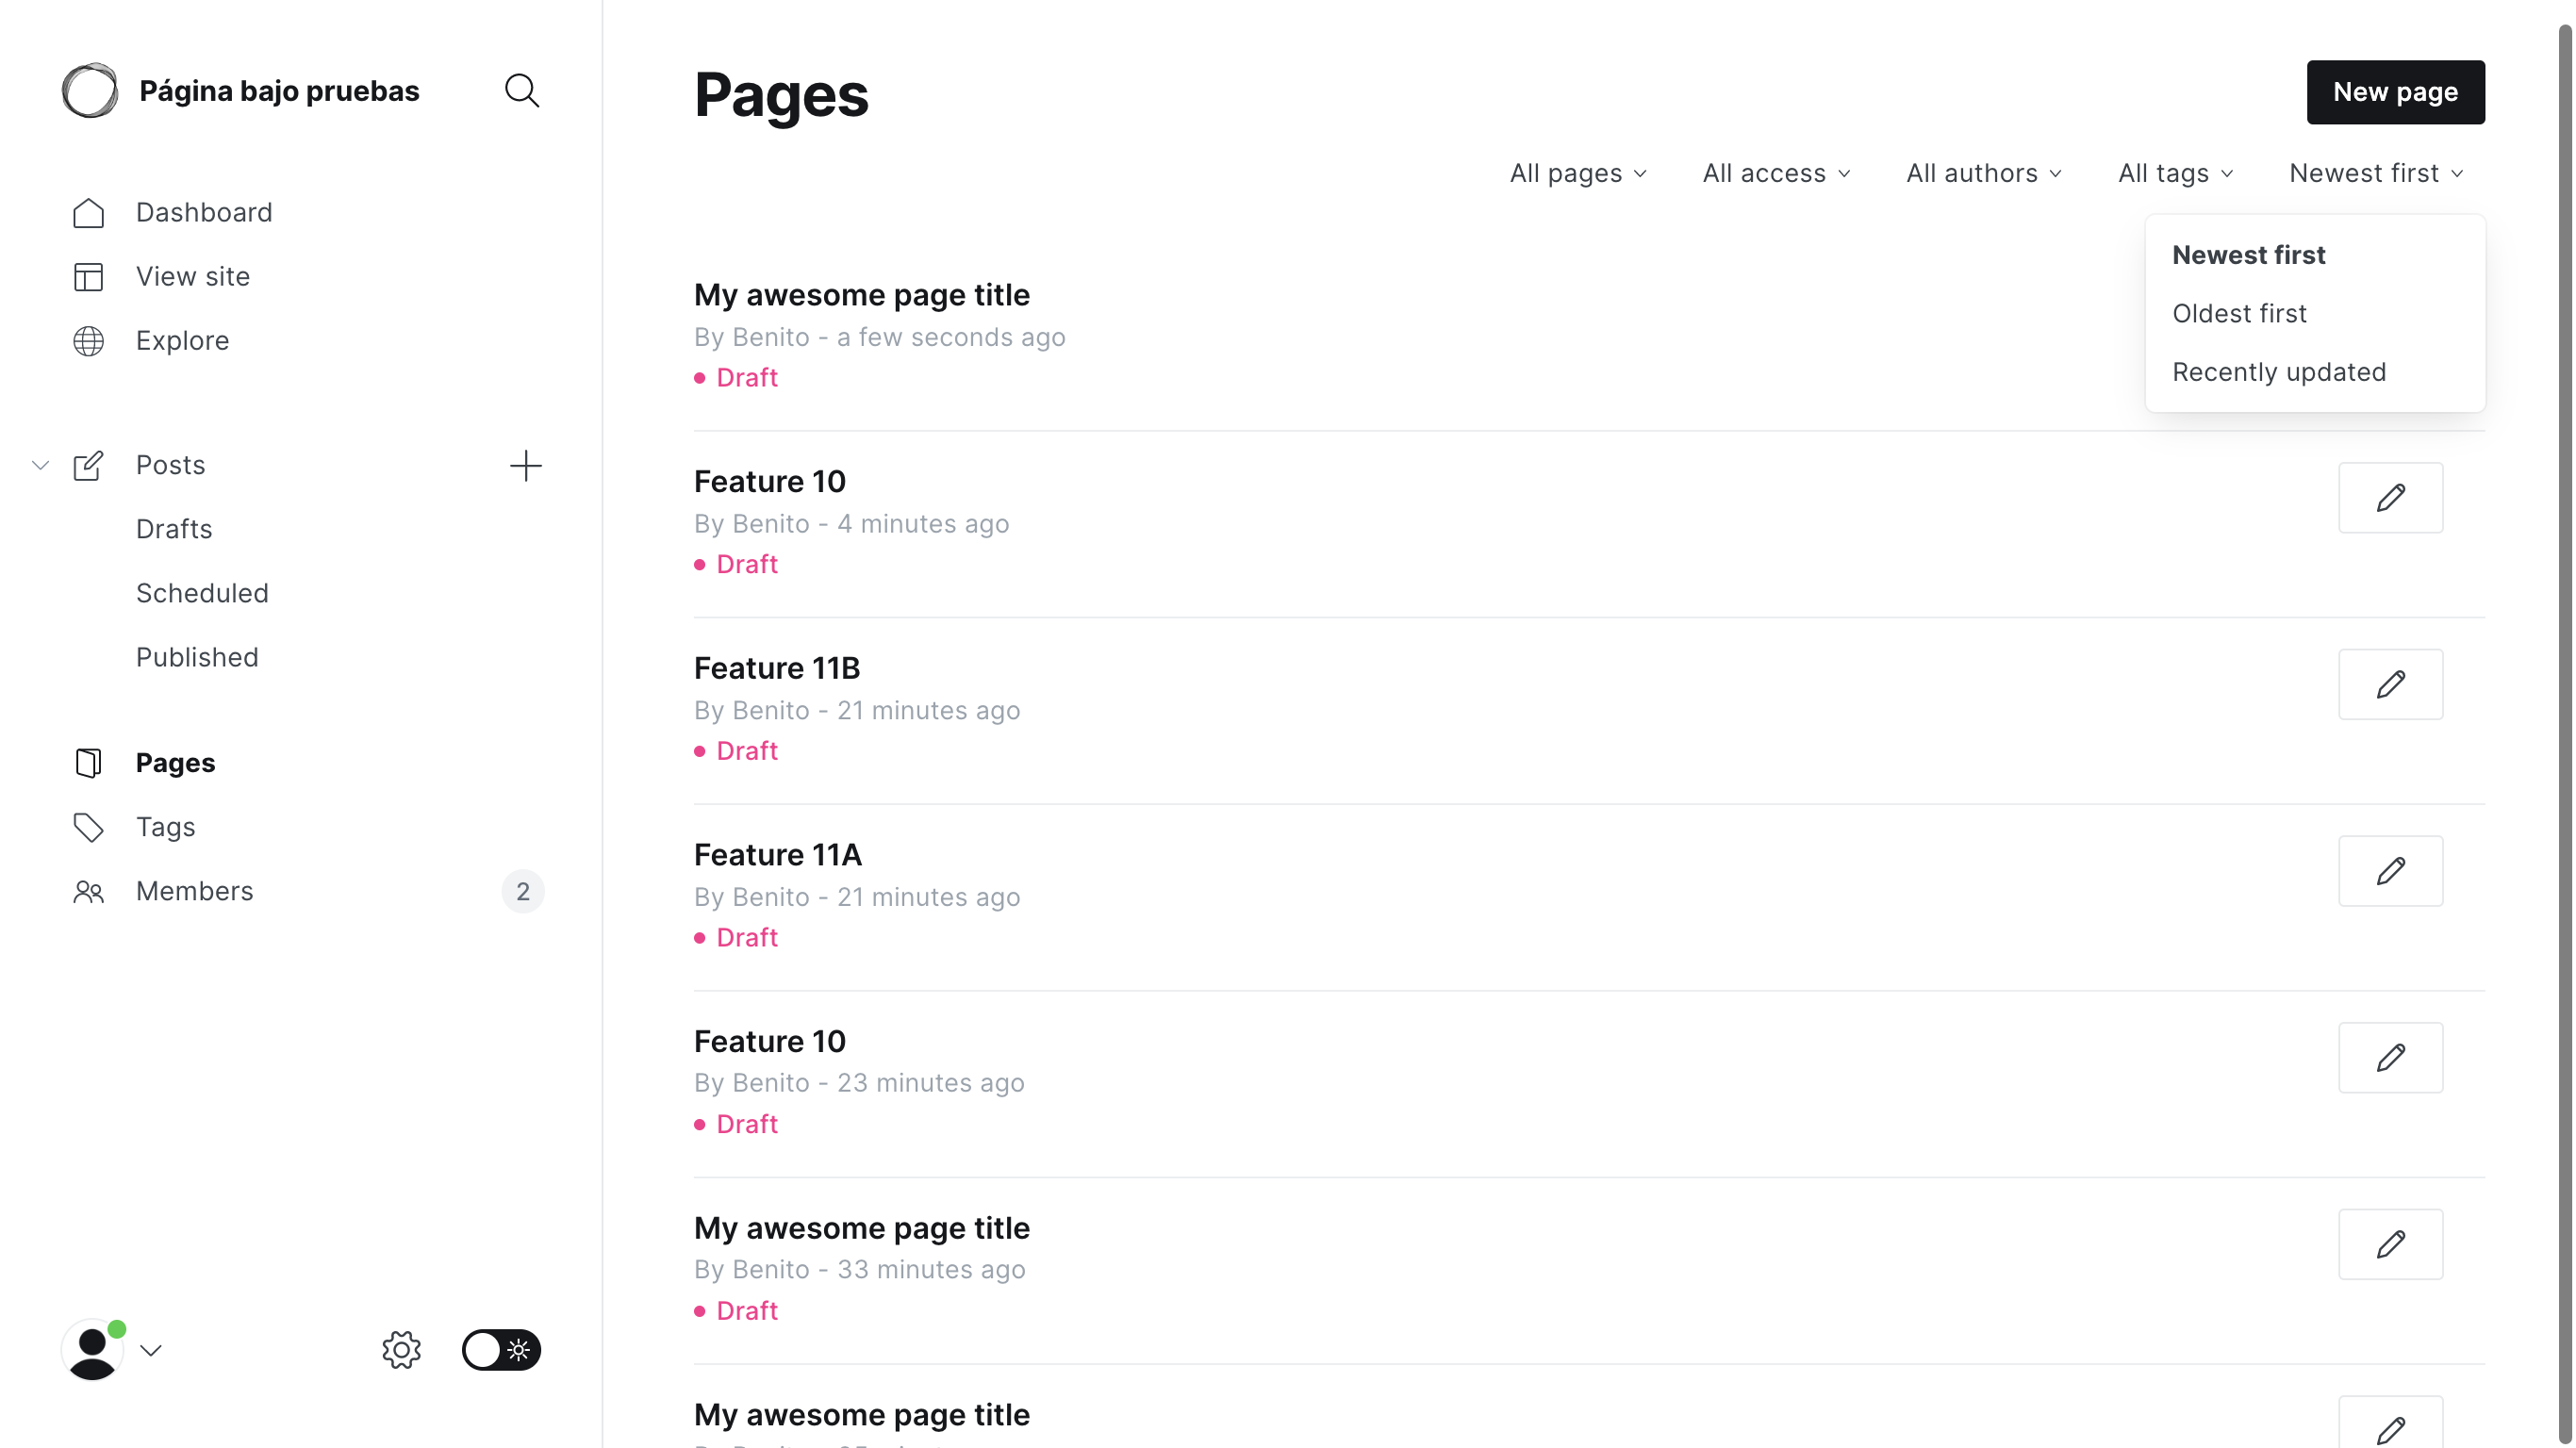 Página bajo pruebas
Dashboard
View site
Explore
Posts
Drafts
Scheduled
Published
Pages
Tags
Members 2
Pages
New page
All pages All access All authors All tags Newest first
Newest first
Oldest first
Recently updated
My awesome page title
By Benito - a few seconds ago
Draft
Feature 10
By Benito - 4 minutes ago
Draft
Feature 11B
By Benito - 21 minutes ago
Draft
Feature 11A
By Benito - 21 minutes ago
Draft
Feature 10
By Benito - 23 minutes ago
Draft
My awesome page title
By Benito - 33 minutes ago
Draft
My awesome page title